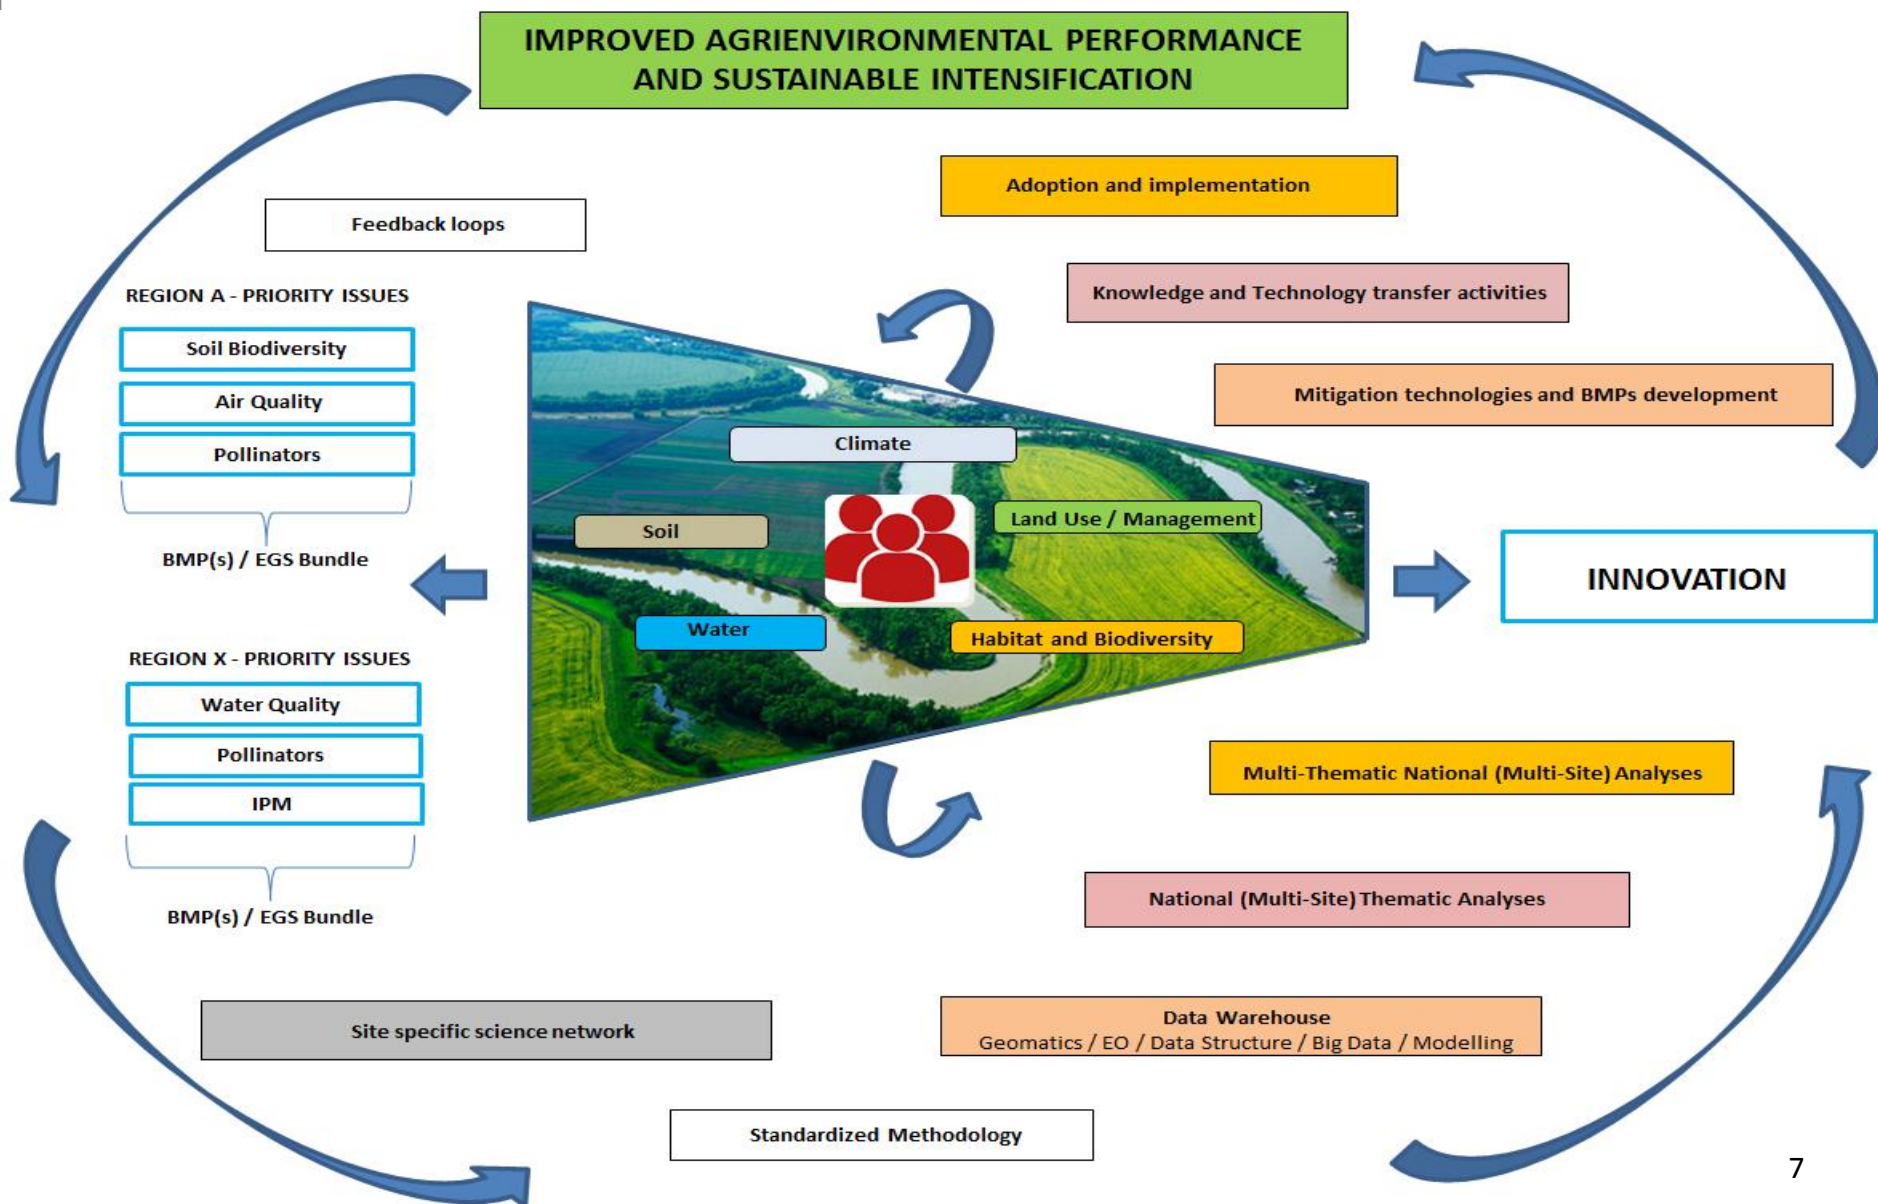 IMPROVED AGRIENVIRONMENTAL PERFORMANCE
AND SUSTAINABLE INTENSIFICATION
Adoption and implementation
Feedback loops
Knowledge and Technology transfer activities
Mitigation technologies and BMPs development
REGION A - PRIORITY ISSUES
Soil Biodiversity
Air Quality
Pollinators
BMP(s) / EGS Bundle
Climate
Soil
Land Use / Management
Water
Habitat and Biodiversity
INNOVATION
REGION X - PRIORITY ISSUES
Water Quality
Pollinators
IPM
BMP(s) / EGS Bundle
Multi-Thematic National (Multi-Site) Analyses
National (Multi-Site) Thematic Analyses
Site specific science network
Data Warehouse
Geomatics / EO / Data Structure / Big Data / Modelling
Standardized Methodology
7